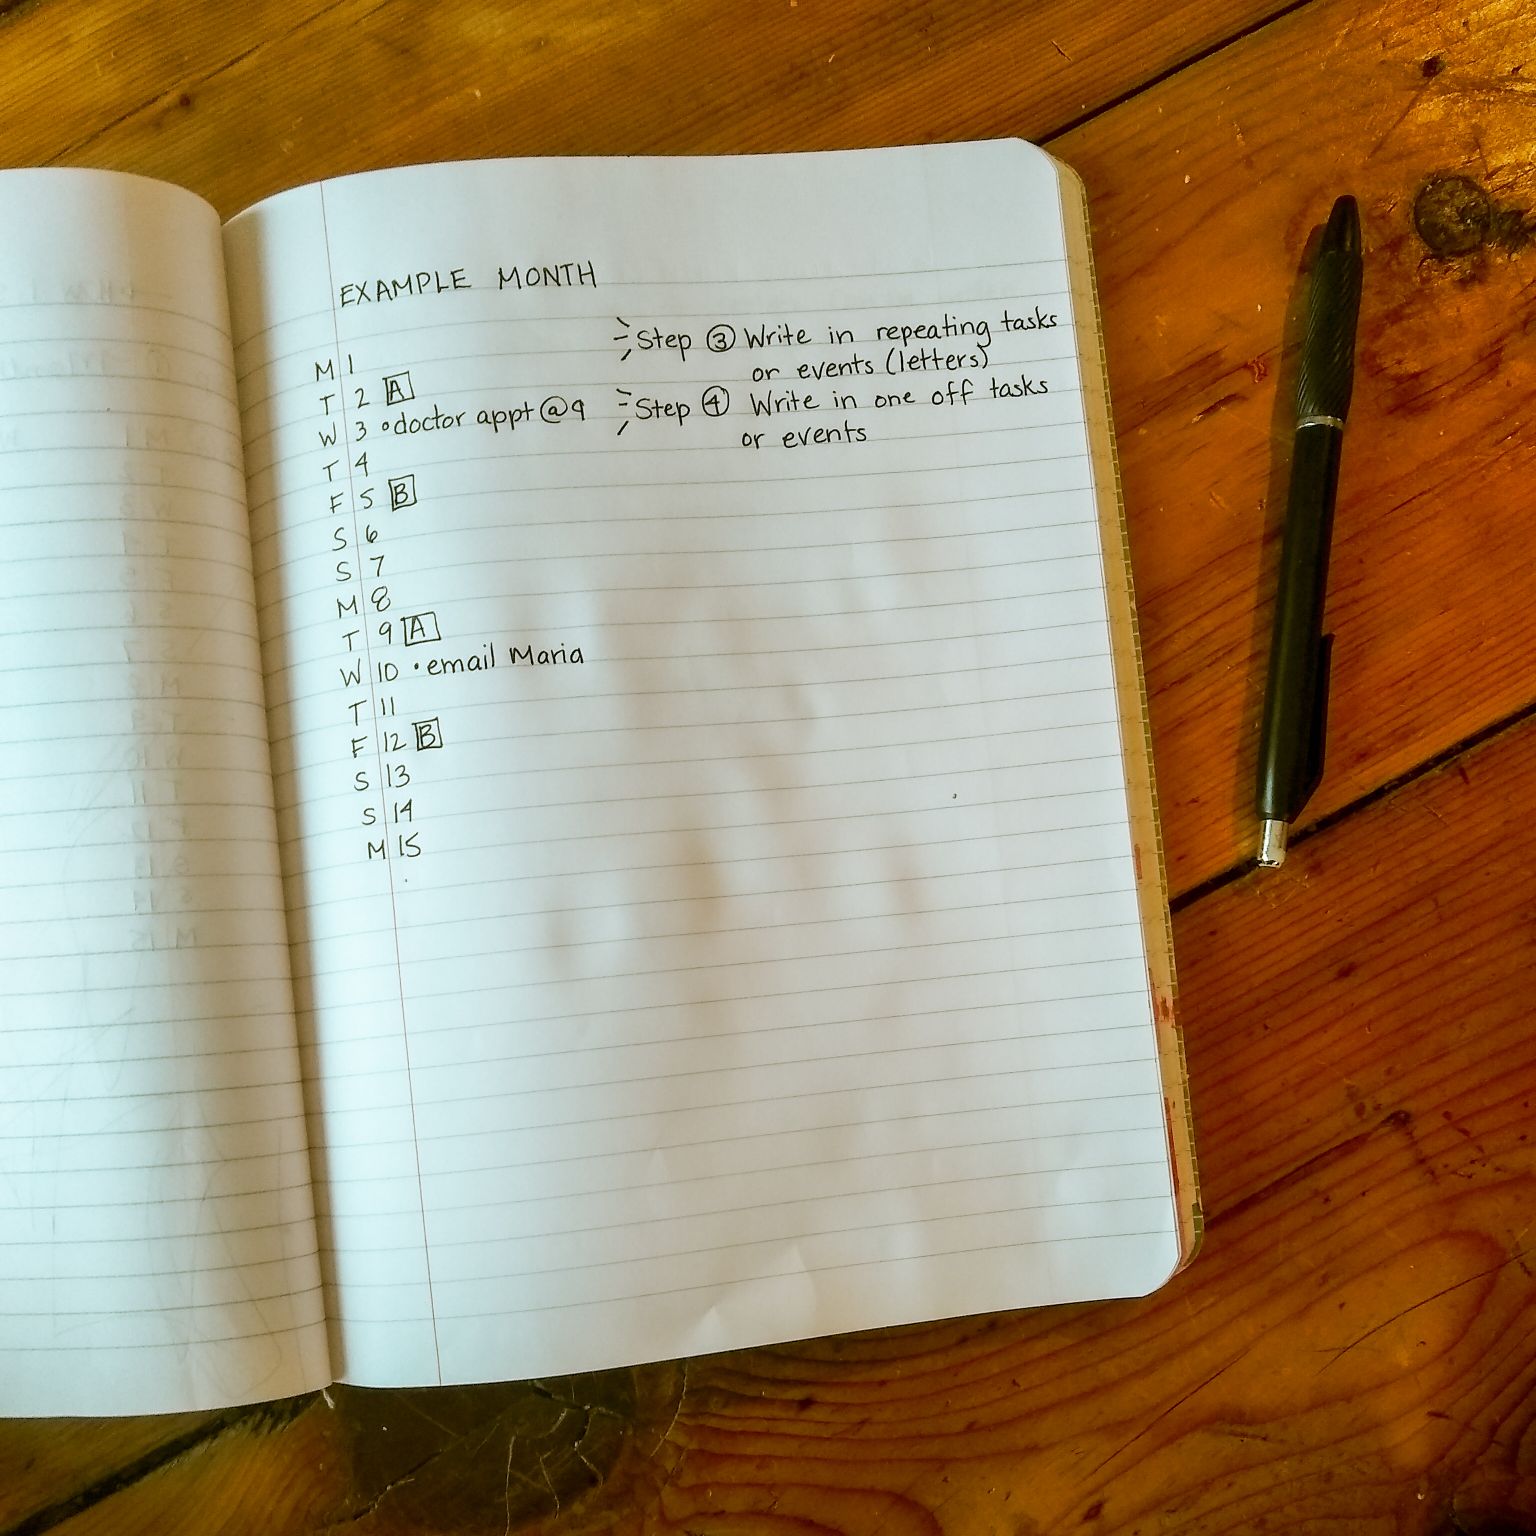 EXAMPLE MONTH
Step ③ Write in repeating tasks
or events (letters)
Step ④ Write in one off tasks
or events
M 1
T 2 A
W 3 • doctor appt @ 9
T 4
F 5 B
S 6
S 7
M 8
T 9 A
W 10 • email Maria
T 11
F 12 B
S 13
S 14
M 15